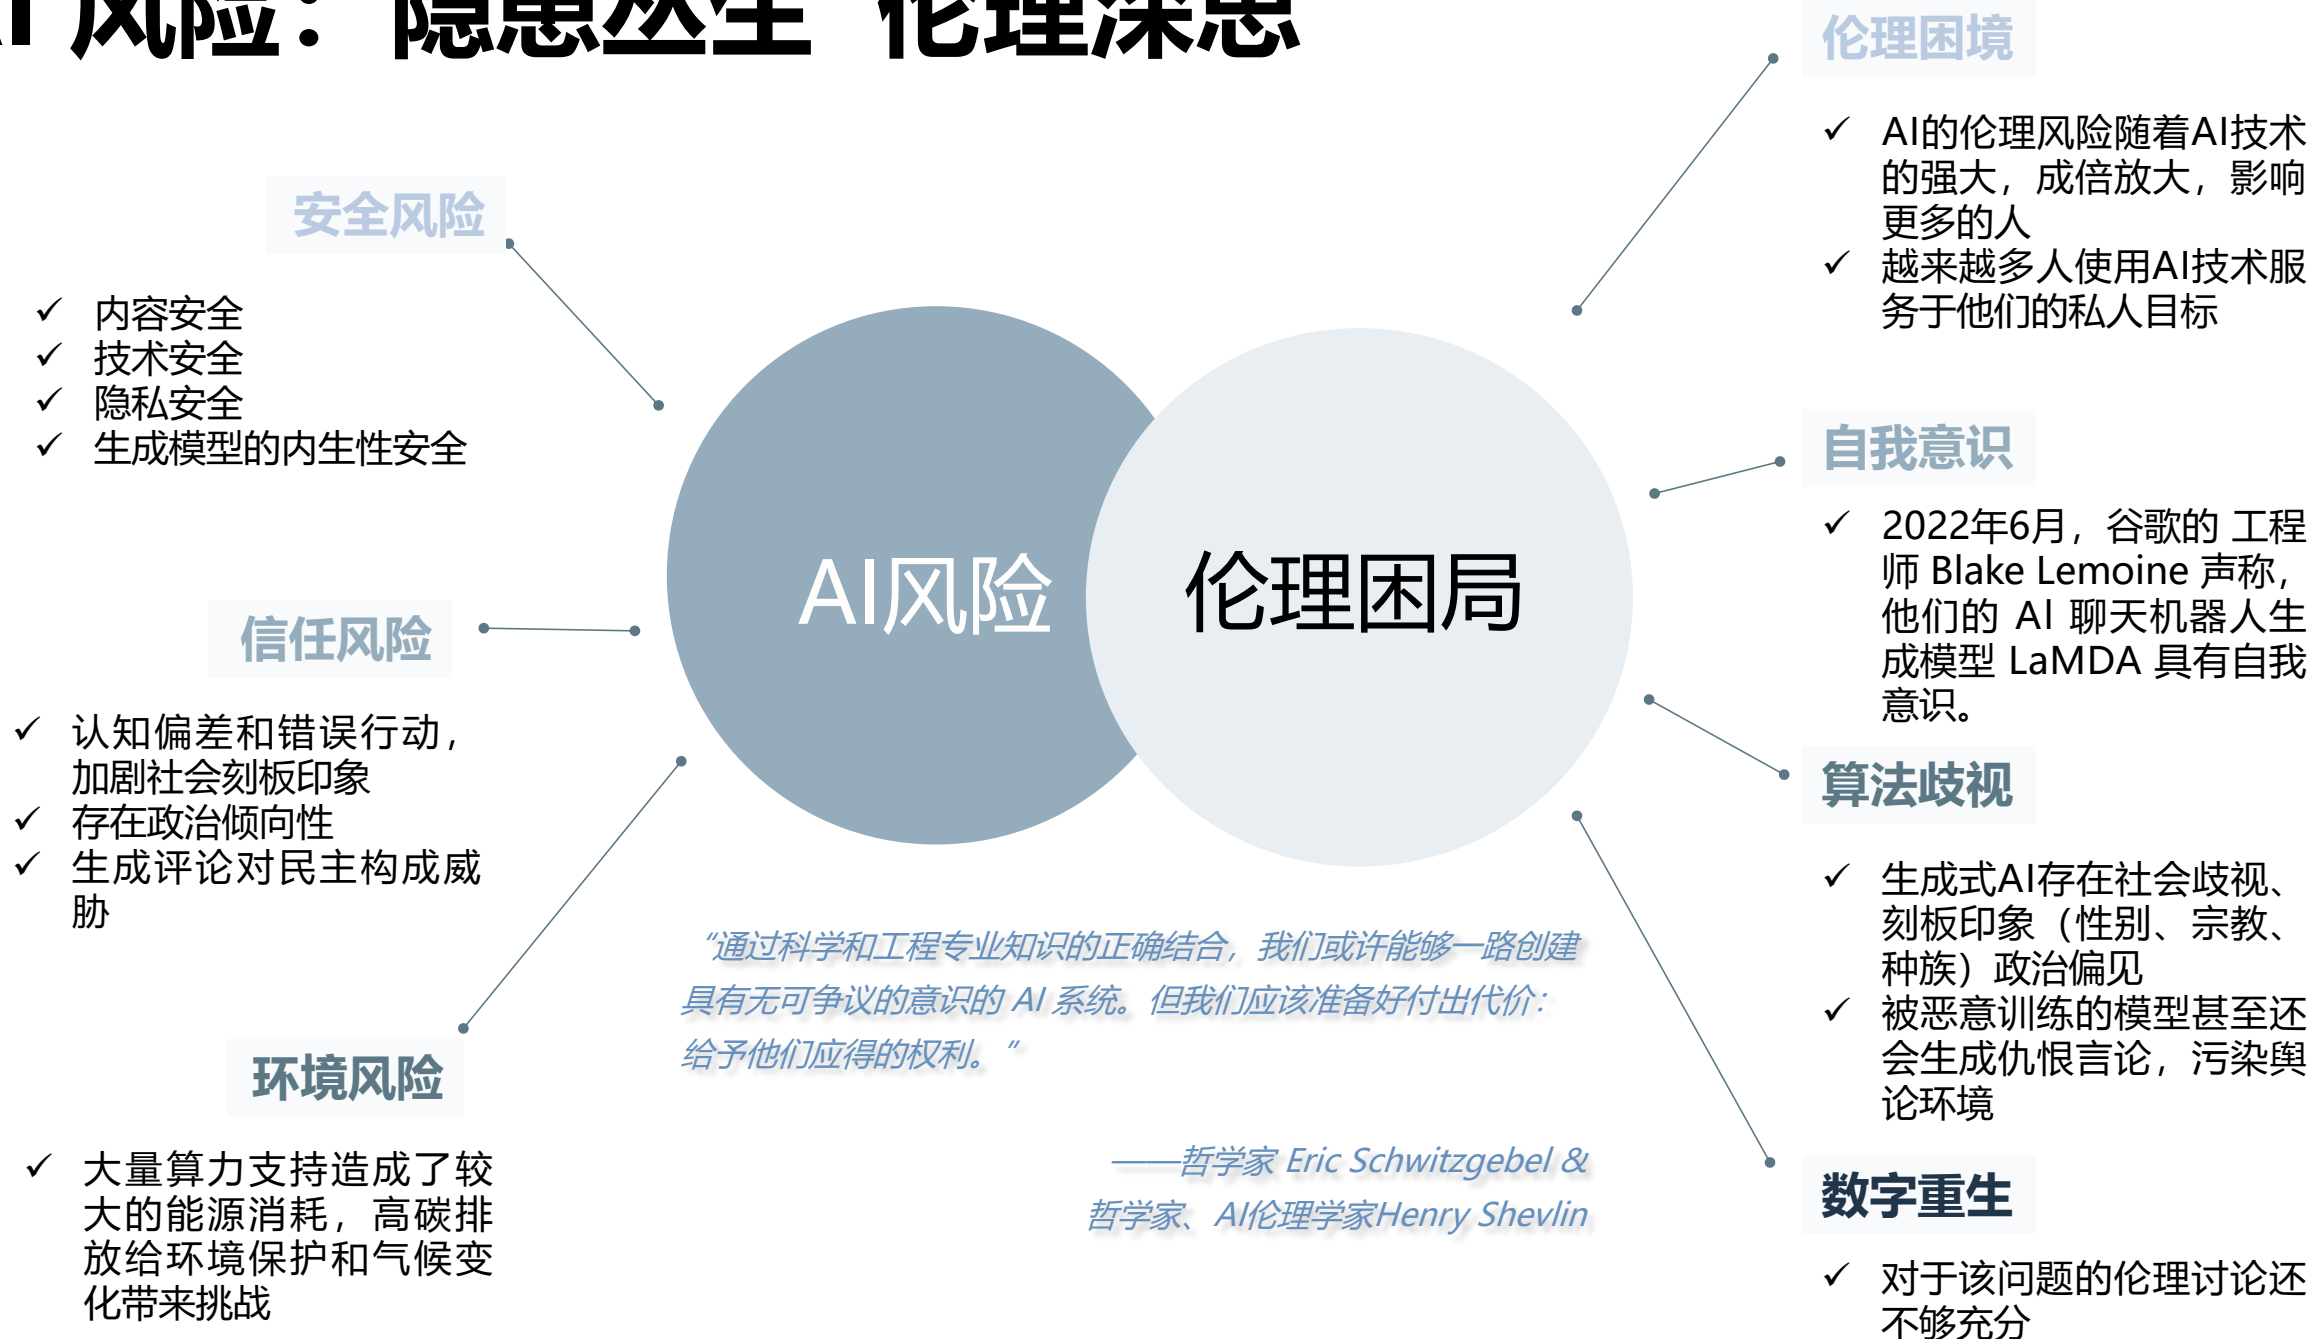 AI 风险：隐患丛生 伦理深思
安全风险
✓ 内容安全
✓ 技术安全
✓ 隐私安全
✓ 生成模型的内生性安全
信任风险
✓ 认知偏差和错误行动，
加剧社会刻板印象
✓ 存在政治倾向性
✓ 生成评论对民主构成威
胁
环境风险
✓ 大量算力支持造成了较
大的能源消耗，高碳排
放给环境保护和气候变
化带来挑战
AI风险
伦理困局
“通过科学和工程专业知识的正确结合，我们或许能够一路创建
具有无可争议的意识的 AI 系统。但我们应该准备好付出代价：
给予他们应得的权利。”
——哲学家 Eric Schwitzgebel &
哲学家、AI伦理学家Henry Shevlin
伦理困境
✓ AI的伦理风险随着AI技术
的强大，成倍放大，影响
更多的人
✓ 越来越多人使用AI技术服
务于他们的私人目标
自我意识
✓ 2022年6月，谷歌的 工程
师 Blake Lemoine 声称，
他们的 AI 聊天机器人生
成模型 LaMDA 具有自我
意识。
算法歧视
✓ 生成式AI存在社会歧视、
刻板印象（性别、宗教、
种族）政治偏见
✓ 被恶意训练的模型甚至还
会生成仇恨言论，污染舆
论环境
数字重生
✓ 对于该问题的伦理讨论还
不够充分